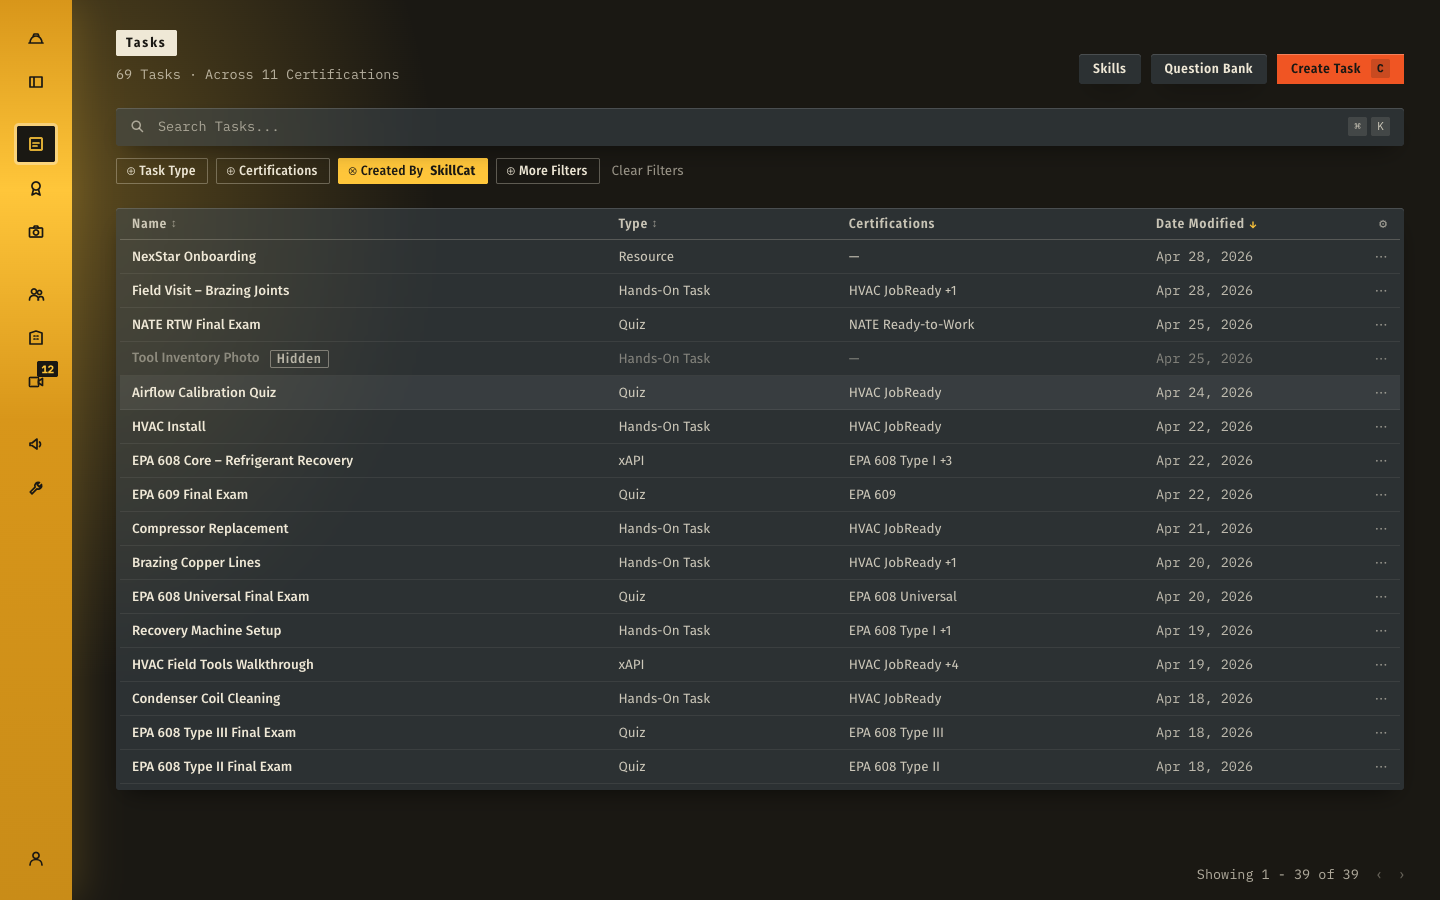 Tasks
69 Tasks · Across 11 Certifications
Skills
Question Bank
Create Task C
Search Tasks...
⌘ K
Task Type
Certifications
Created By SkillCat
More Filters
Clear Filters
Name Type Certifications Date Modified
NexStar Onboarding Resource — Apr 28, 2026
Field Visit – Brazing Joints Hands-On Task HVAC JobReady +1 Apr 28, 2026
NATE RTW Final Exam Quiz NATE Ready-to-Work Apr 25, 2026
Tool Inventory Photo Hidden Hands-On Task — Apr 25, 2026
Airflow Calibration Quiz Quiz HVAC JobReady Apr 24, 2026
HVAC Install Hands-On Task HVAC JobReady Apr 22, 2026
EPA 608 Core – Refrigerant Recovery xAPI EPA 608 Type I +3 Apr 22, 2026
EPA 609 Final Exam Quiz EPA 609 Apr 22, 2026
Compressor Replacement Hands-On Task HVAC JobReady Apr 21, 2026
Brazing Copper Lines Hands-On Task HVAC JobReady +1 Apr 20, 2026
EPA 608 Universal Final Exam Quiz EPA 608 Universal Apr 20, 2026
Recovery Machine Setup Hands-On Task EPA 608 Type I +1 Apr 19, 2026
HVAC Field Tools Walkthrough xAPI HVAC JobReady +4 Apr 19, 2026
Condenser Coil Cleaning Hands-On Task HVAC JobReady Apr 18, 2026
EPA 608 Type III Final Exam Quiz EPA 608 Type III Apr 18, 2026
EPA 608 Type II Final Exam Quiz EPA 608 Type II Apr 18, 2026
12
Showing 1 - 39 of 39